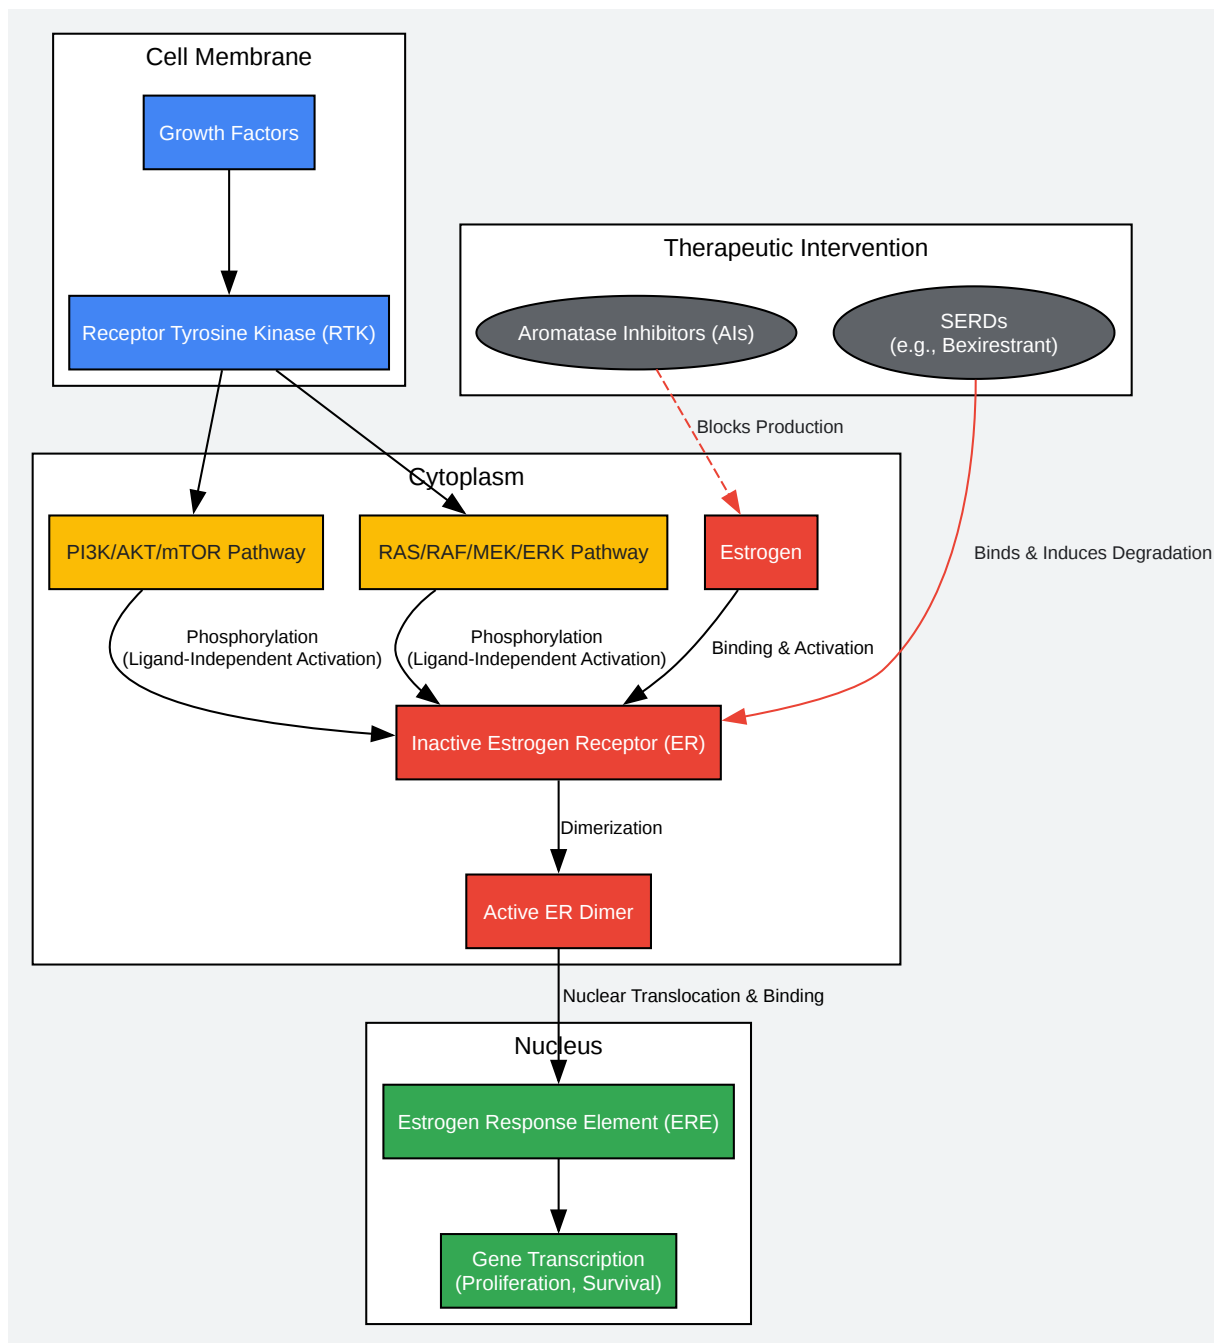 Cell Membrane
Growth Factors
Receptor Tyrosine Kinase (RTK)
Therapeutic Intervention
Aromatase Inhibitors (AIs)
SERDs
(e.g., Bexirestrant)
Blocks Production
Binds & Induces Degradation
Cytoplasm
PI3K/AKT/mTOR Pathway
RAS/RAF/MEK/ERK Pathway
Estrogen
Phosphorylation
(Ligand-Independent Activation)
Phosphorylation
(Ligand-Independent Activation)
Binding & Activation
Inactive Estrogen Receptor (ER)
Dimerization
Active ER Dimer
Nuclear Translocation & Binding
Nucleus
Estrogen Response Element (ERE)
Gene Transcription
(Proliferation, Survival)